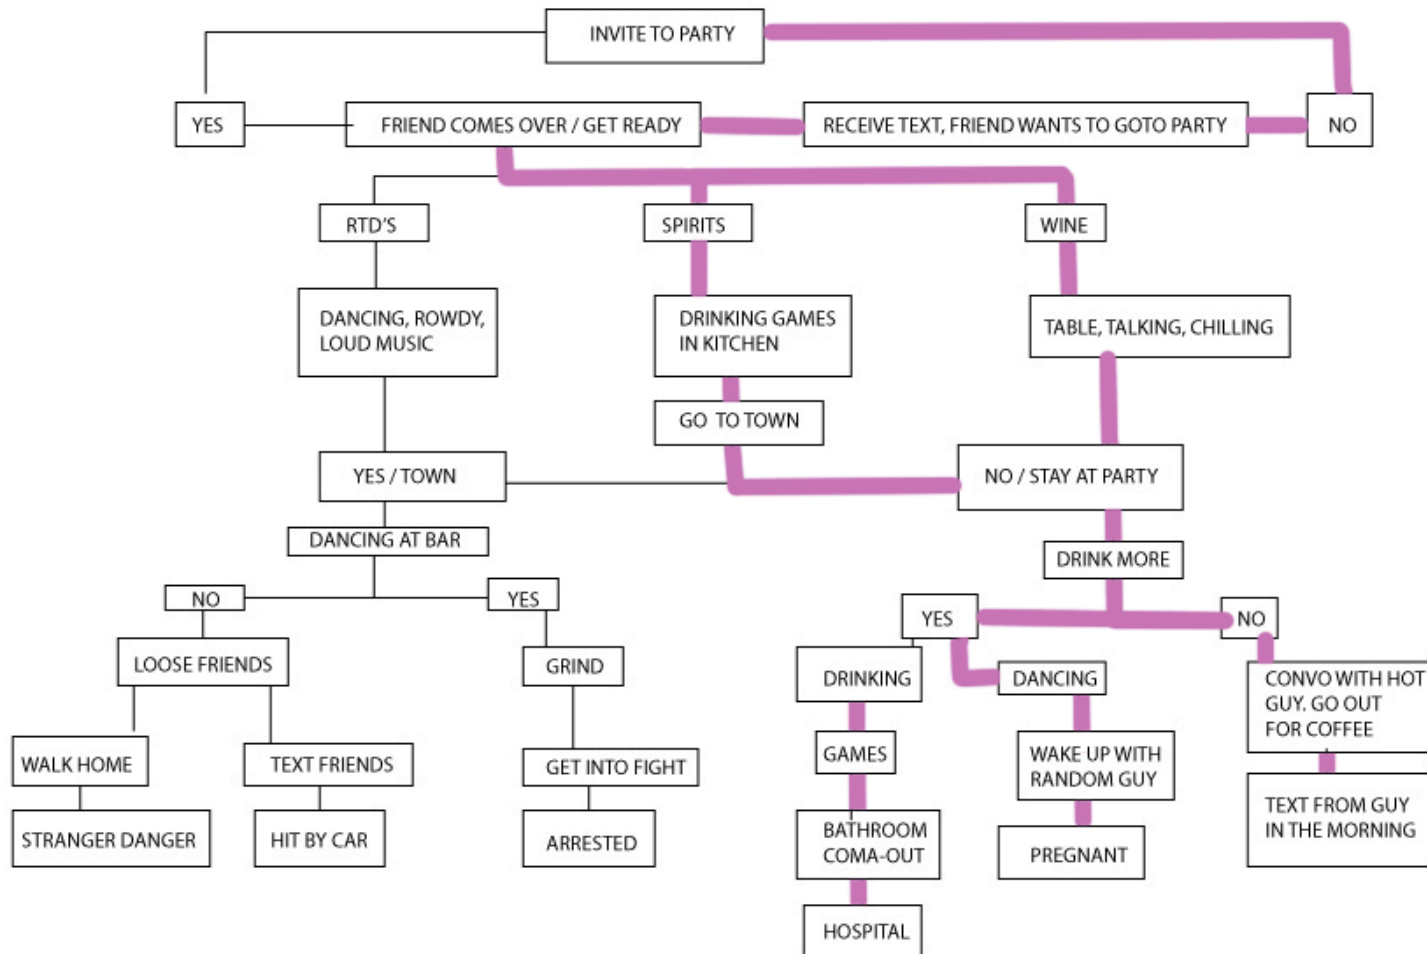 INVITE TO PARTY
YES
FRIEND COMES OVER / GET READY
RECEIVE TEXT, FRIEND WANTS TO GOTO PARTY
NO
RTD'S
SPIRITS
WINE
DANCING, ROWDY,
LOUD MUSIC
DRINKING GAMES
IN KITCHEN
TABLE, TALKING, CHILLING
GO TO TOWN
YES / TOWN
NO / STAY AT PARTY
DANCING AT BAR
DRINK MORE
NO
YES
YES
NO
LOOSE FRIENDS
GRIND
DRINKING
DANCING
CONVO WITH HOT
GUY. GO OUT
FOR COFFEE
WALK HOME
TEXT FRIENDS
GET INTO FIGHT
GAMES
WAKE UP WITH
RANDOM GUY
STRANGER DANGER
HIT BY CAR
ARRESTED
BATHROOM
COMA-OUT
PREGNANT
TEXT FROM GUY
IN THE MORNING
HOSPITAL